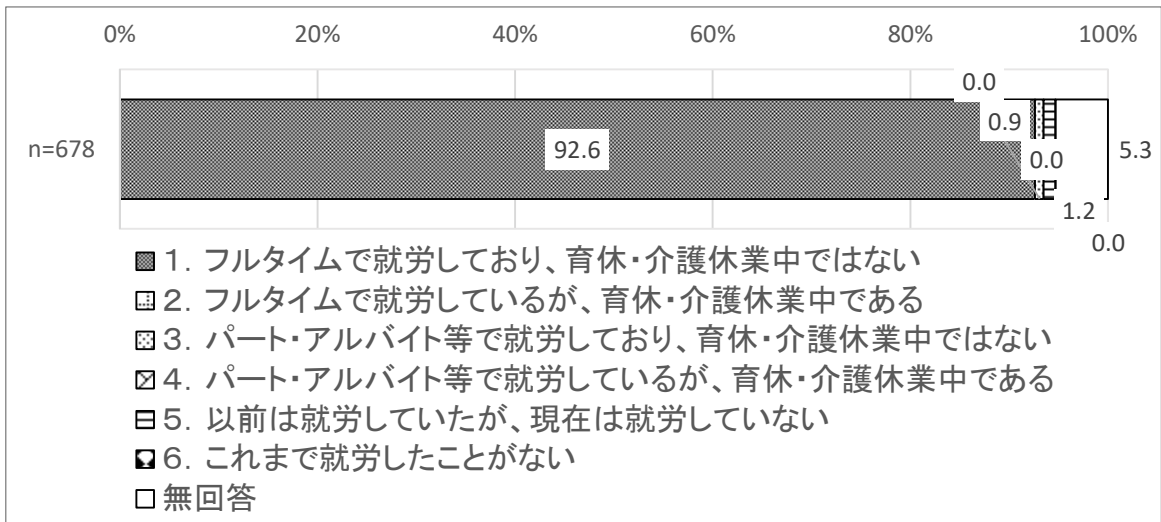 0% 20% 40% 60% 80% 100%
0.0
0.9
n=678 92.6 0.0 5.3
1.2
0.0
1．フルタイムで就労しており、育休・介護休業中ではない
2．フルタイムで就労しているが、育休・介護休業中である
3．パート・アルバイト等で就労しており、育休・介護休業中ではない
4．パート・アルバイト等で就労しているが、育休・介護休業中である
5．以前は就労していたが、現在は就労していない
6．これまで就労したことがない
無回答